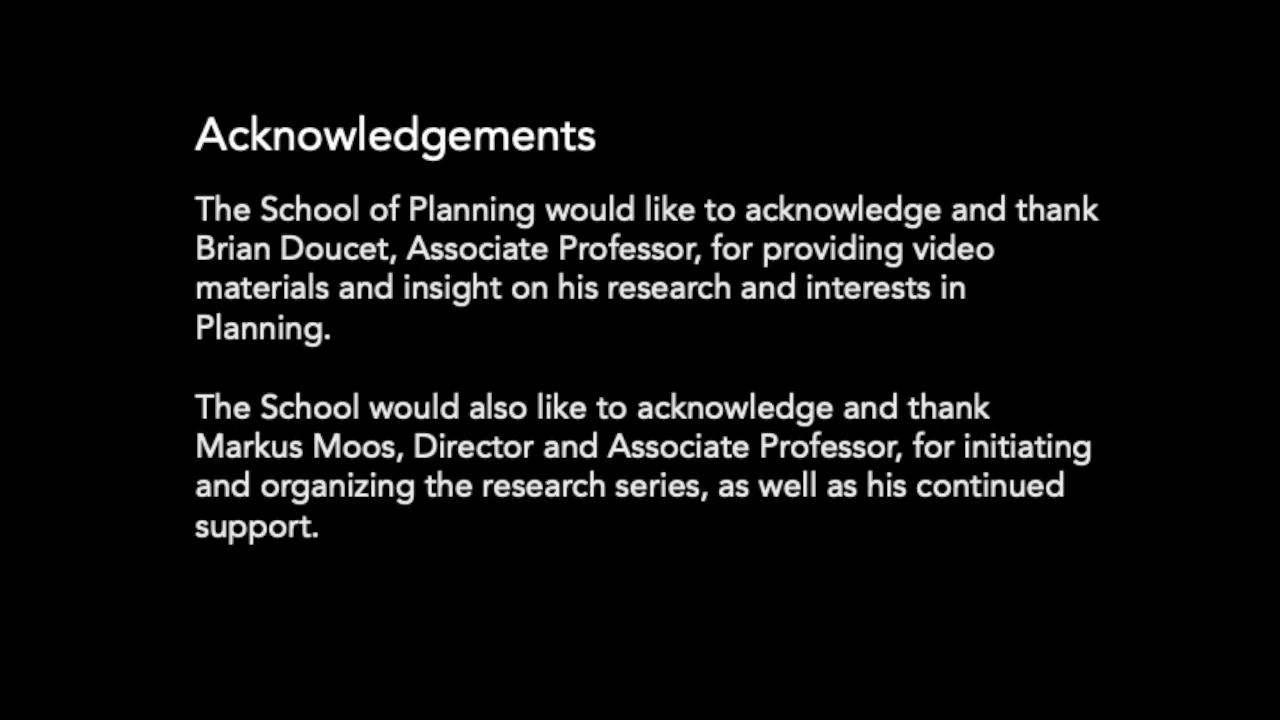 Acknowledgements
The School of Planning would like to acknowledge and thank
Brian Doucet, Associate Professor, for providing video
materials and insight on his research and interests in
Planning.
The School would also like to acknowledge and thank
Markus Moos, Director and Associate Professor, for initiating
and organizing the research series, as well as his continued
support.